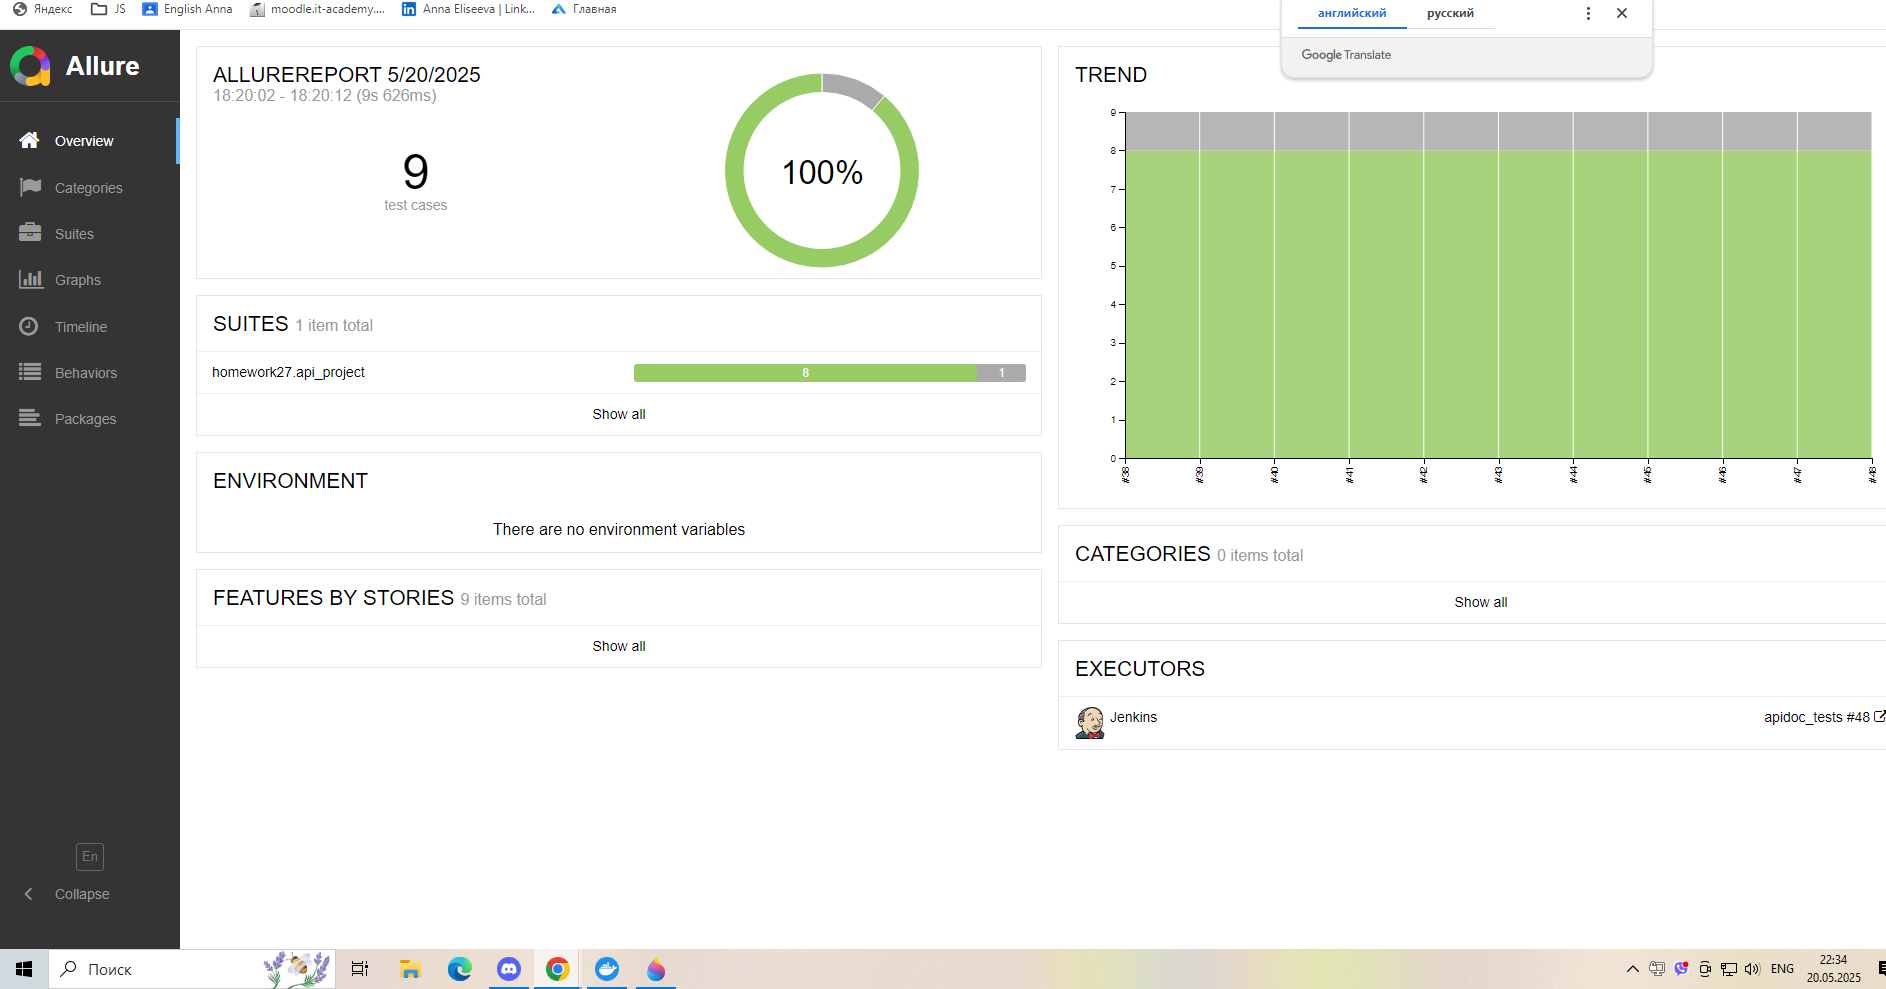 Яндекс
JS
English Anna
moodle.it-academy....
Anna Eliseeva | Link...
Главная
английский
русский
Google Translate
Allure
Overview
Categories
Suites
Graphs
Timeline
Behaviors
Packages
En
Collapse
ALLUREREPORT 5/20/2025
18:20:02 - 18:20:12 (9s 626ms)
9
test cases
100%
SUITES 1 item total
homework27.api_project
8
1
Show all
ENVIRONMENT
There are no environment variables
FEATURES BY STORIES 9 items total
Show all
TREND
9
8
7
6
5
4
3
2
1
0
#38
#39
#40
#41
#42
#43
#44
#45
#46
#47
#48
CATEGORIES 0 items total
Show all
EXECUTORS
Jenkins
apidoc_tests #48
Поиск
ENG
22:34
20.05.2025